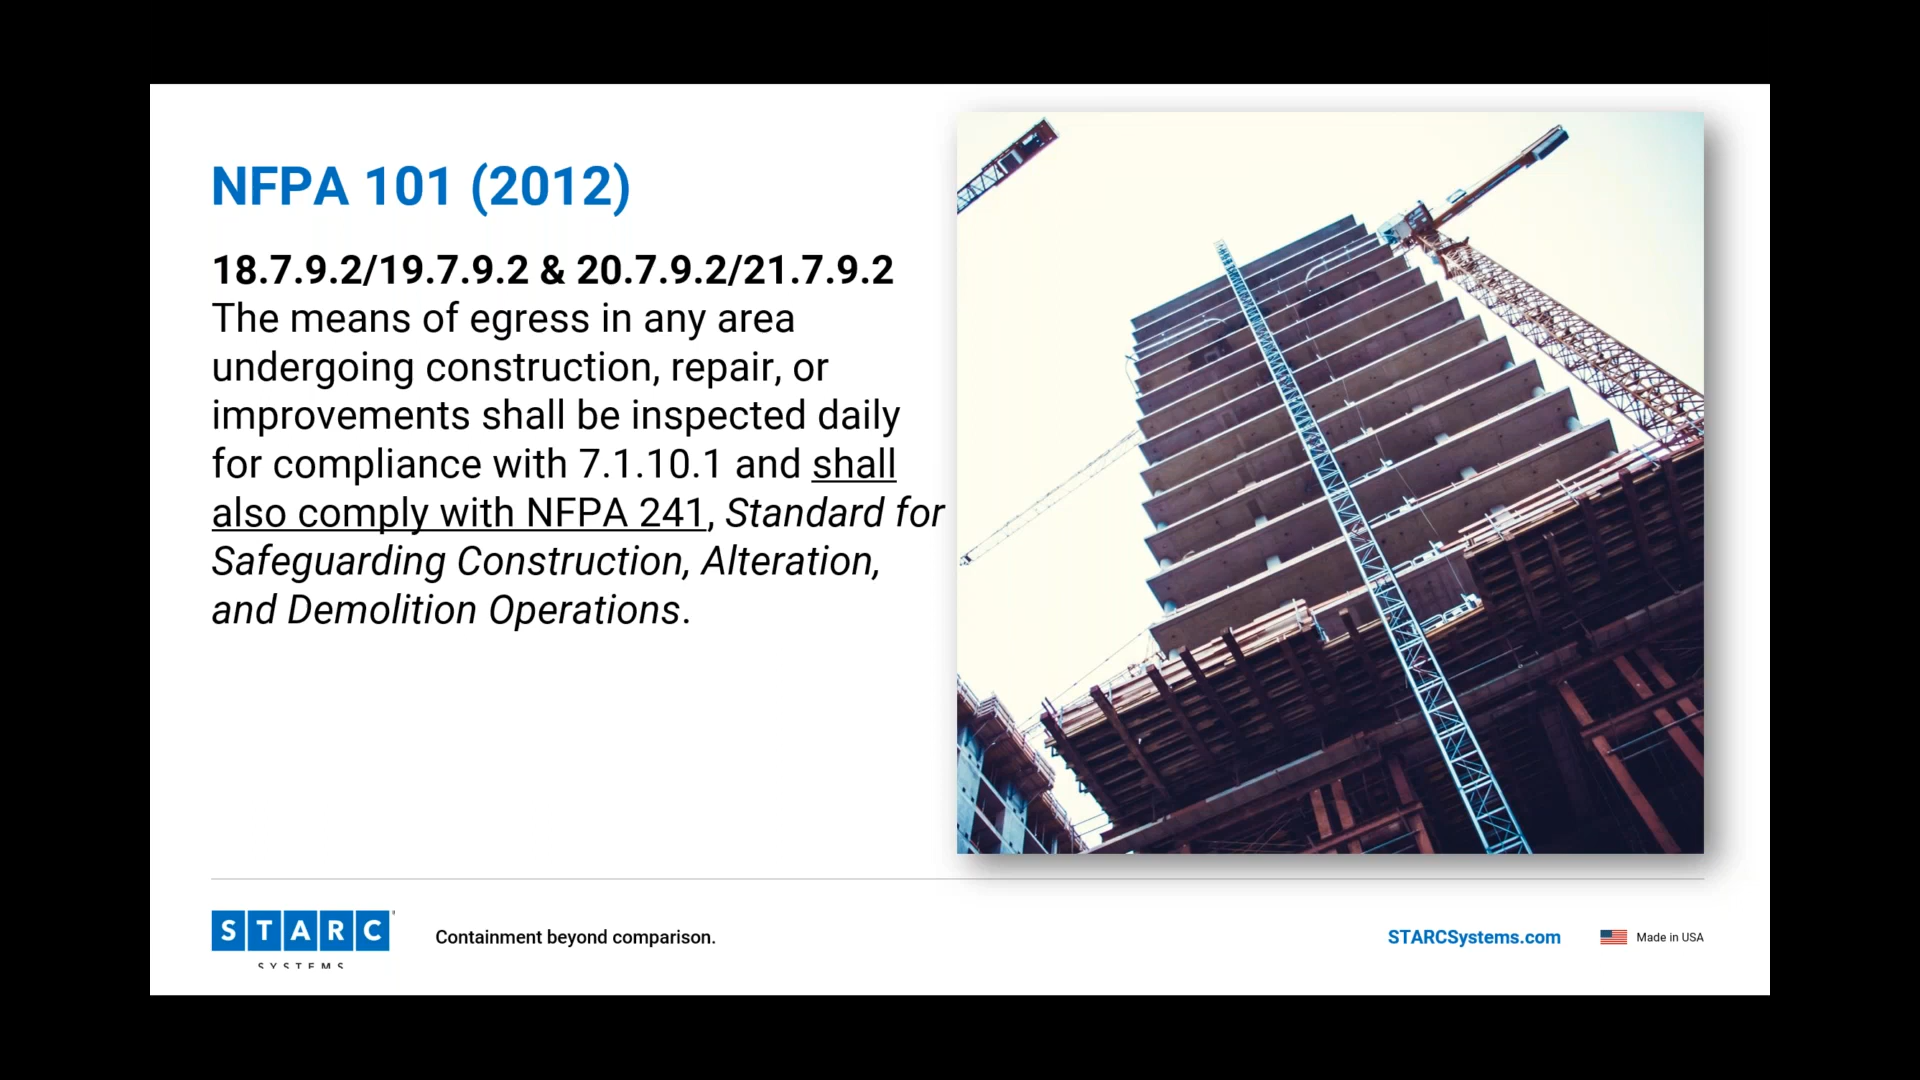 NFPA 101 (2012)
18.7.9.2/19.7.9.2 & 20.7.9.2/21.7.9.2
The means of egress in any area
undergoing construction, repair, or
improvements shall be inspected daily
for compliance with 7.1.10.1 and shall
also comply with NFPA 241, Standard for
Safeguarding Construction, Alteration,
and Demolition Operations.
STARC
SYSTEMS
Containment beyond comparison.
STARCSystems.com
Made in USA